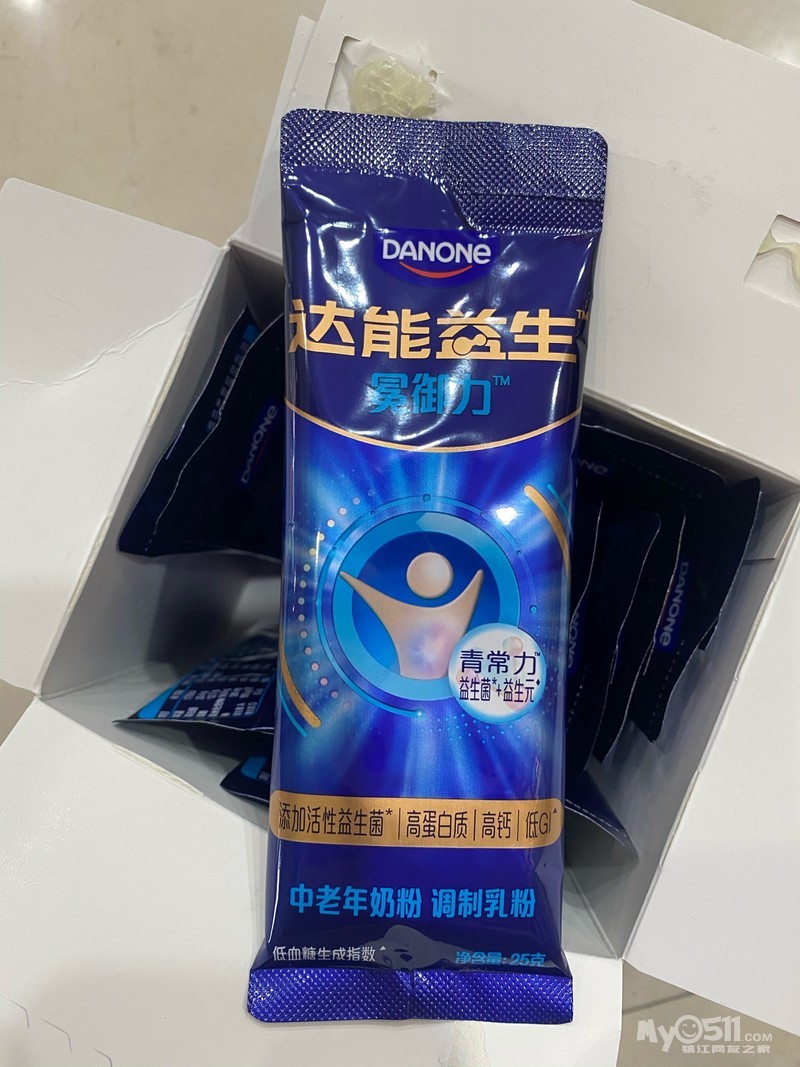 DANONE
达能益生™
御力™
青常力™
益生菌*+益生元♦
添加活性益生菌*|高蛋白质|高钙|低GI▲
中老年奶粉 调制乳粉
低血糖生成指数▲
净含量:25克
DANONE
DANONE
DANONE
My0511.COM
镇江网友之家